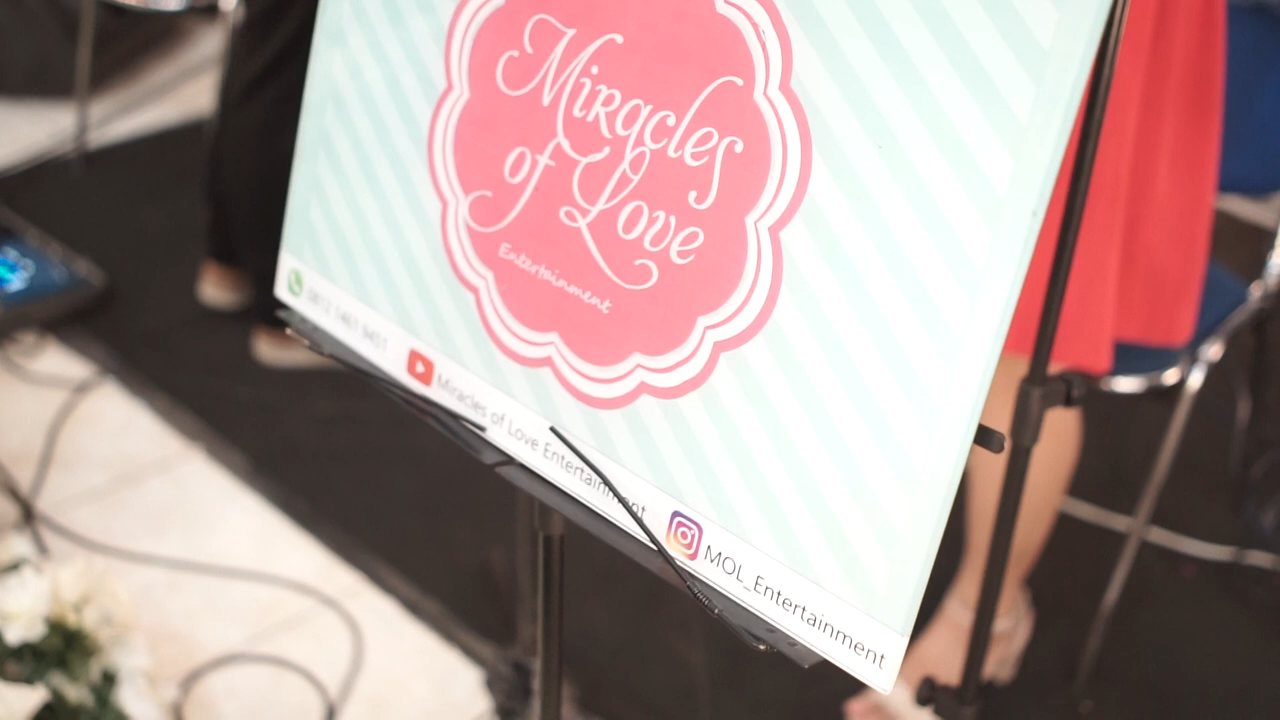 Miracles
of Love
Entertainment
Miracles of Love Entertainment
MOL_Entertainment